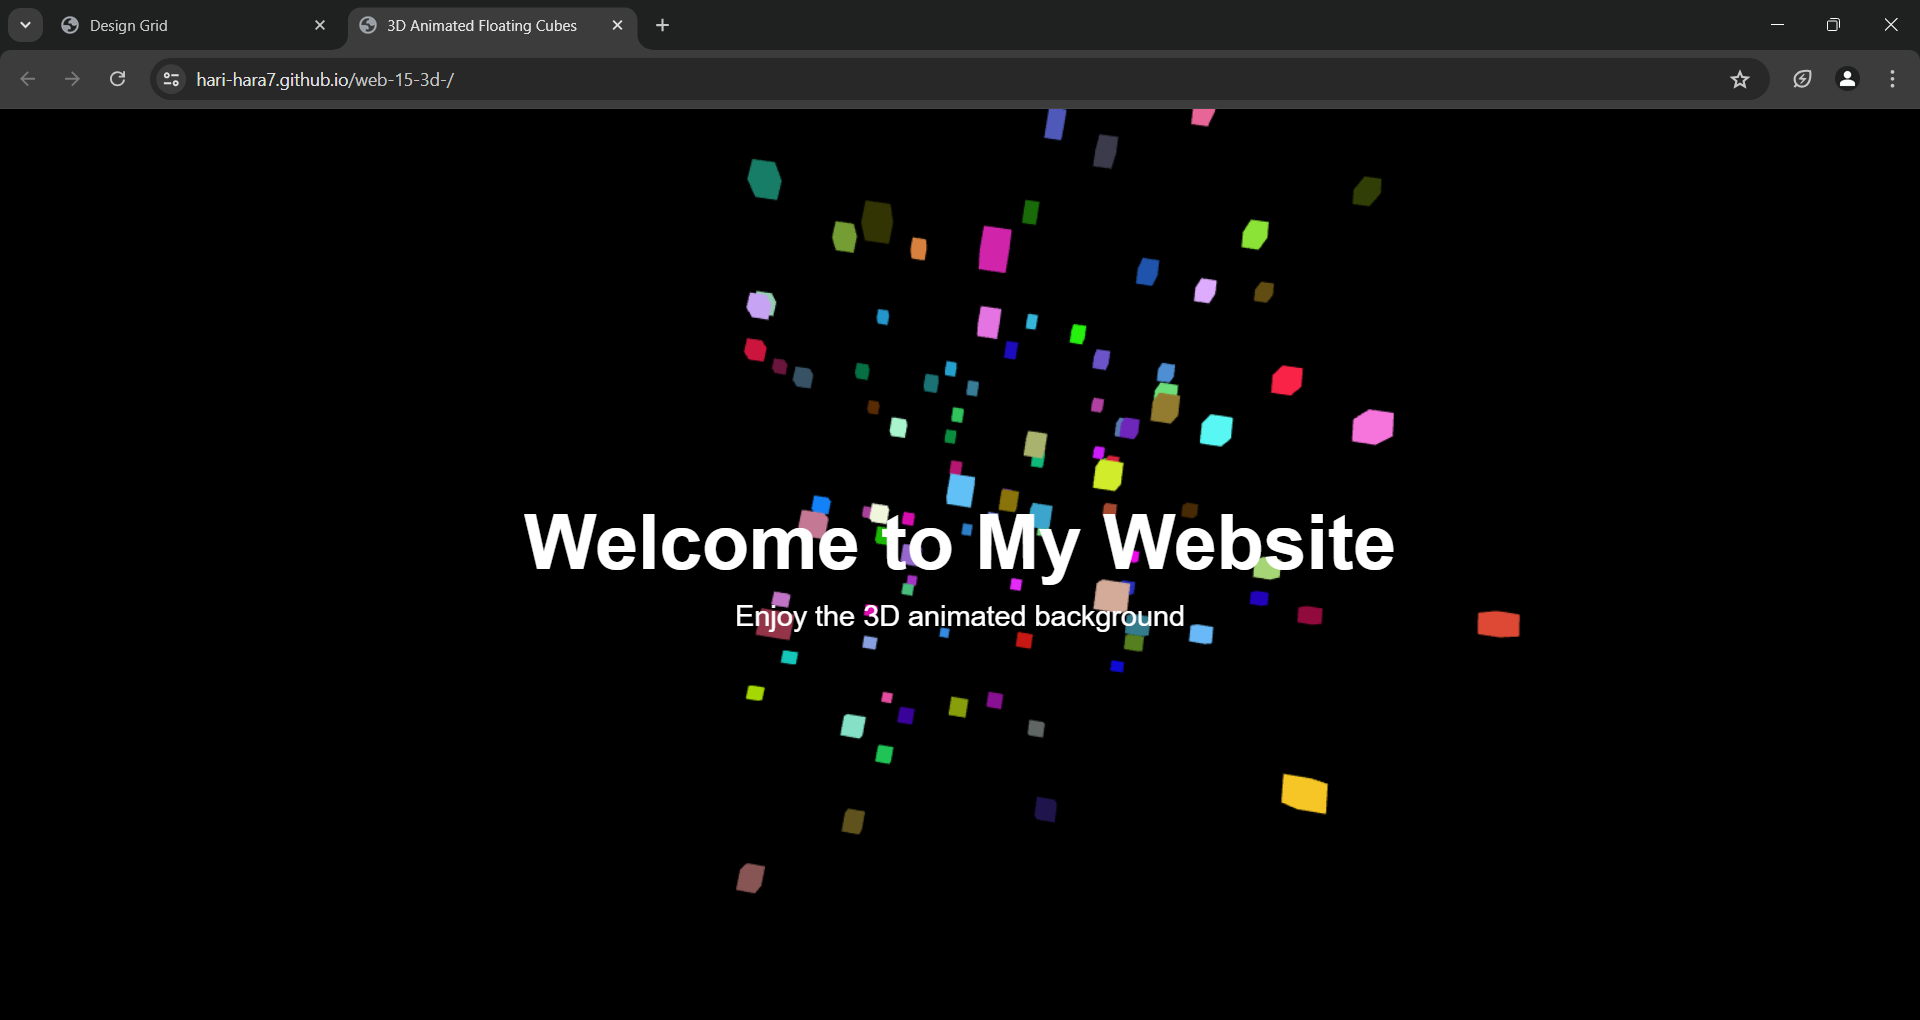 Design Grid
3D Animated Floating Cubes
hari-hara7.github.io/web-15-3d-/
Welcome to My Website
Enjoy the 3D animated background